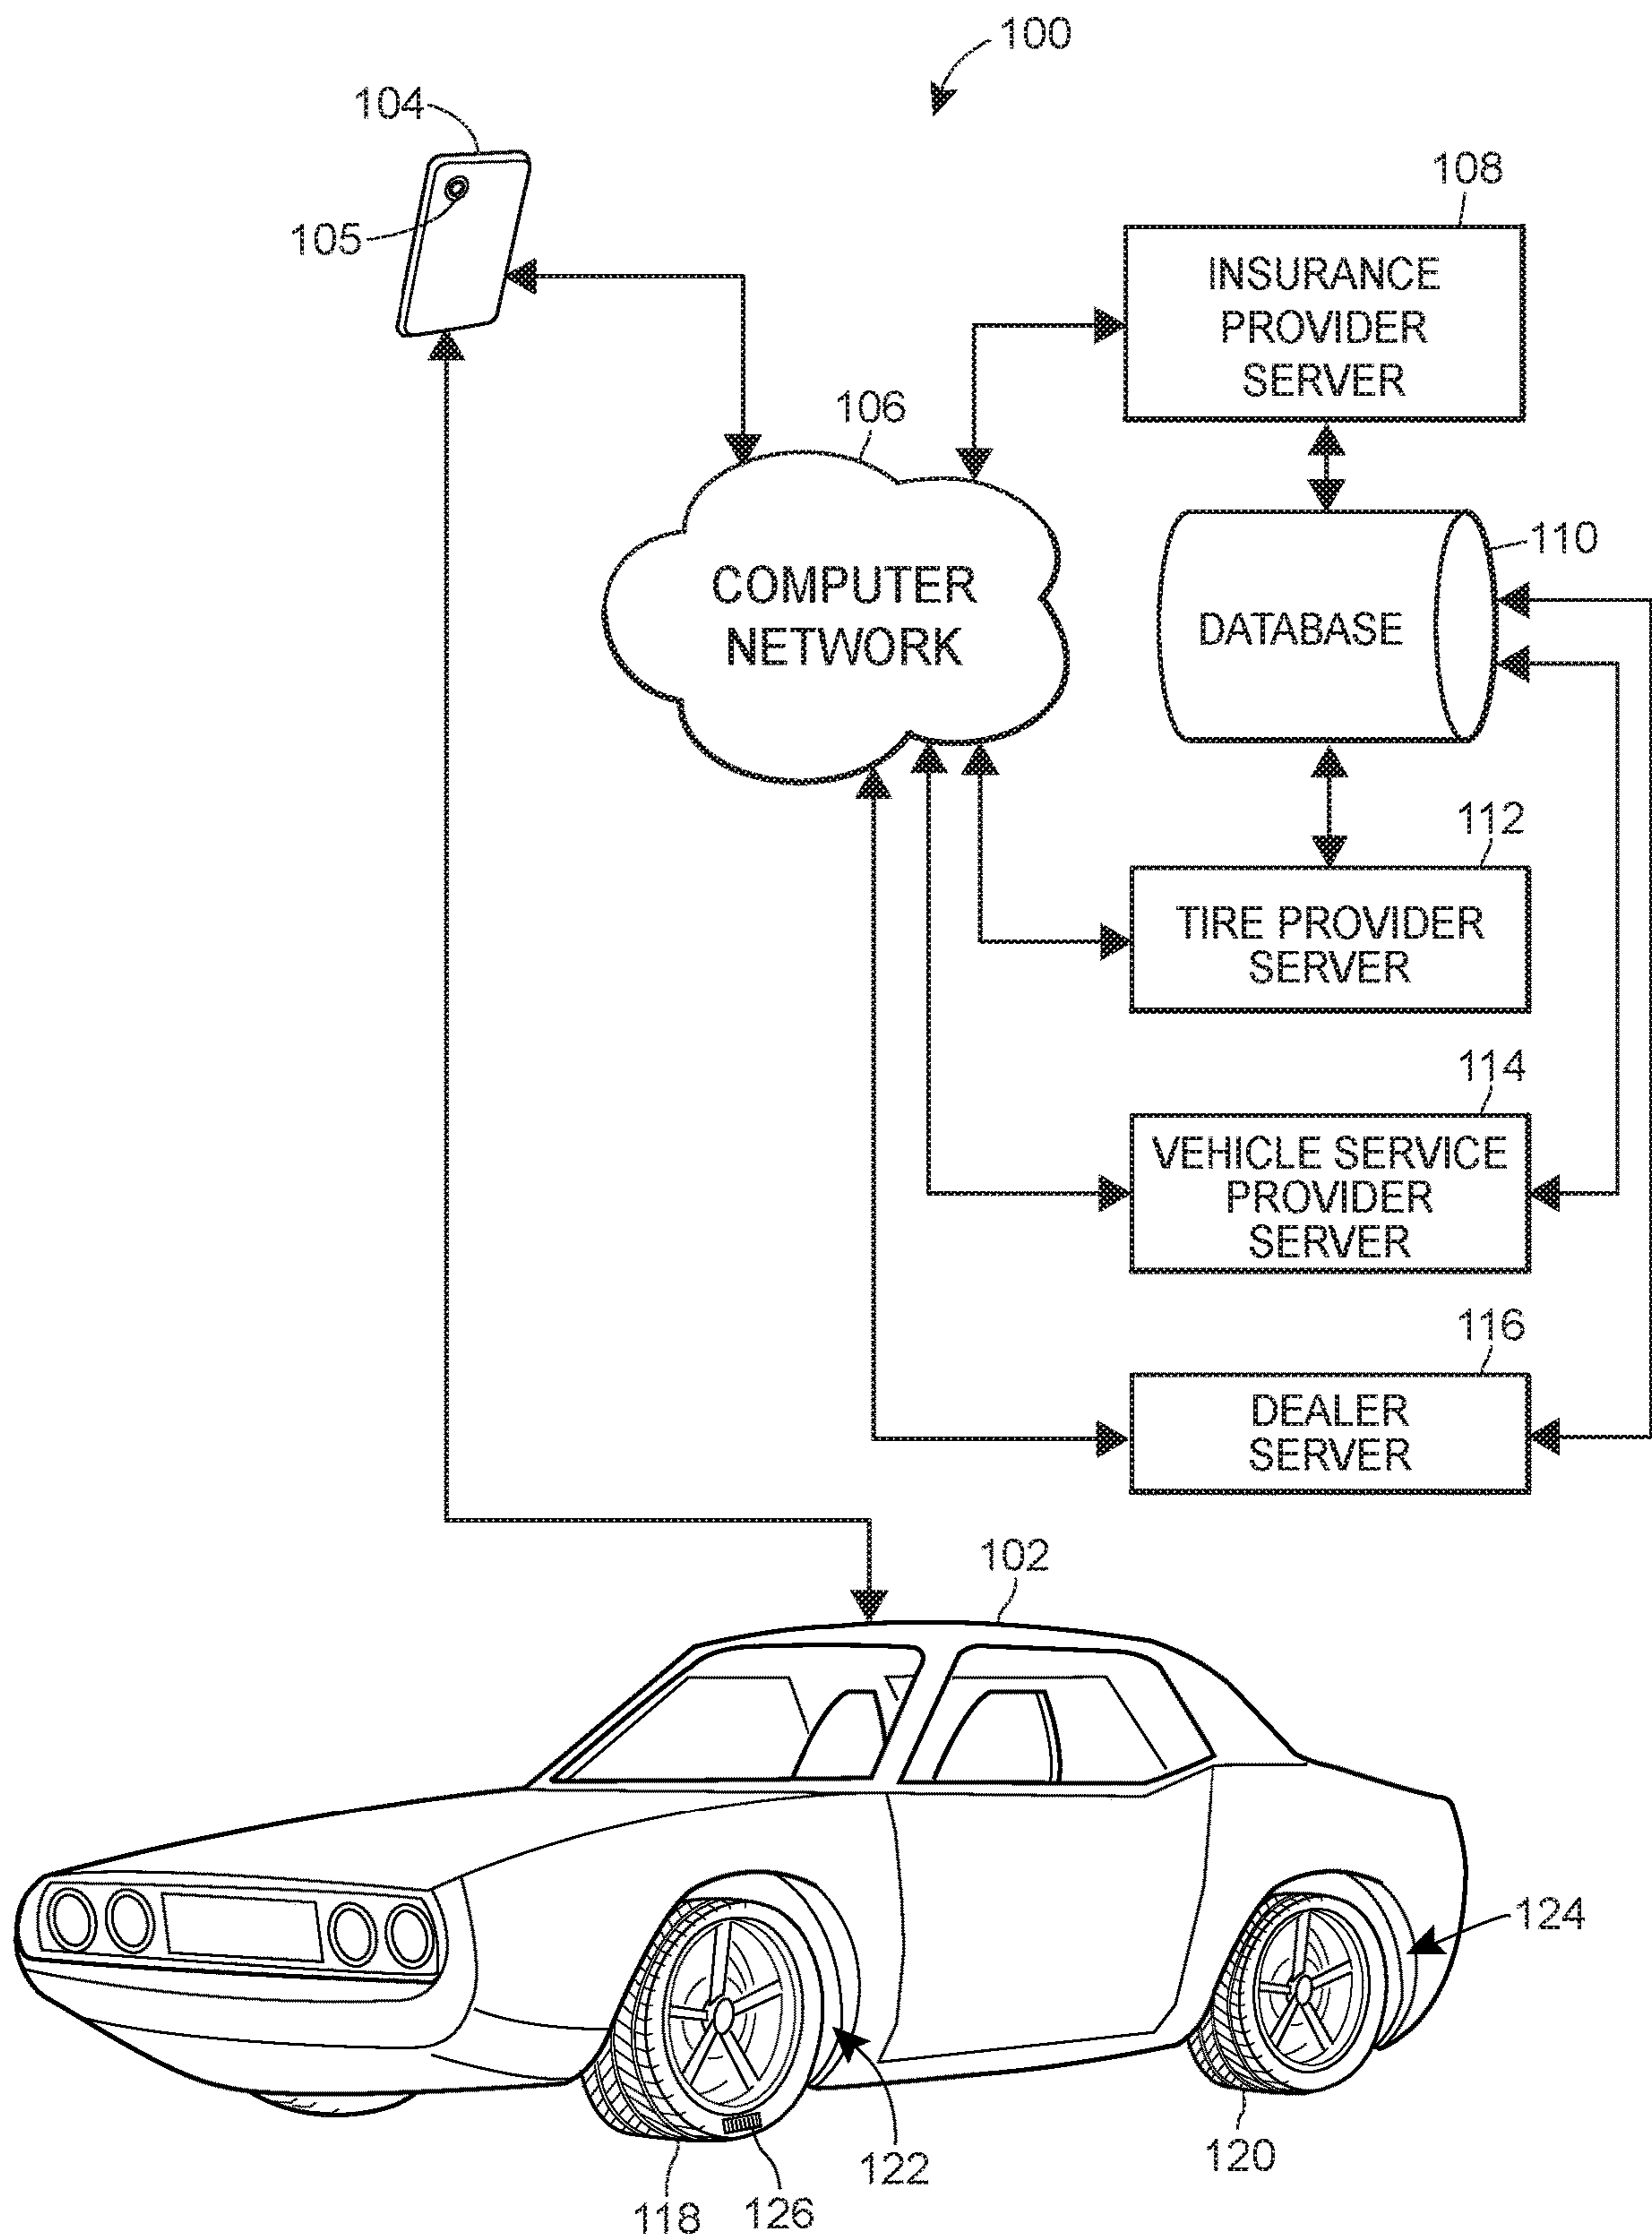 100
104
108
105
INSURANCE
PROVIDER
SERVER
106
110
COMPUTER
NETWORK
DATABASE
112
TIRE PROVIDER
SERVER
114
VEHICLE SERVICE
PROVIDER
SERVER
116
DEALER
SERVER
102
124
120
122
118
126